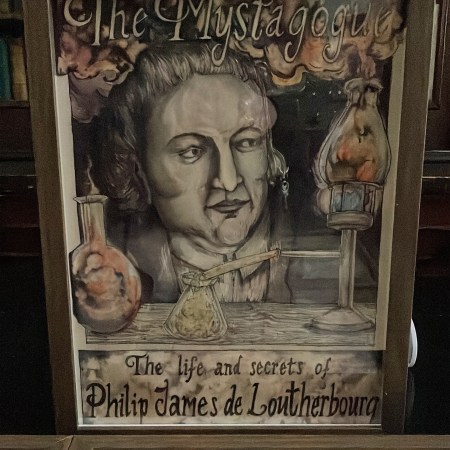 The Mystagogue
The life and secrets of
Philip James de Loutherbourg